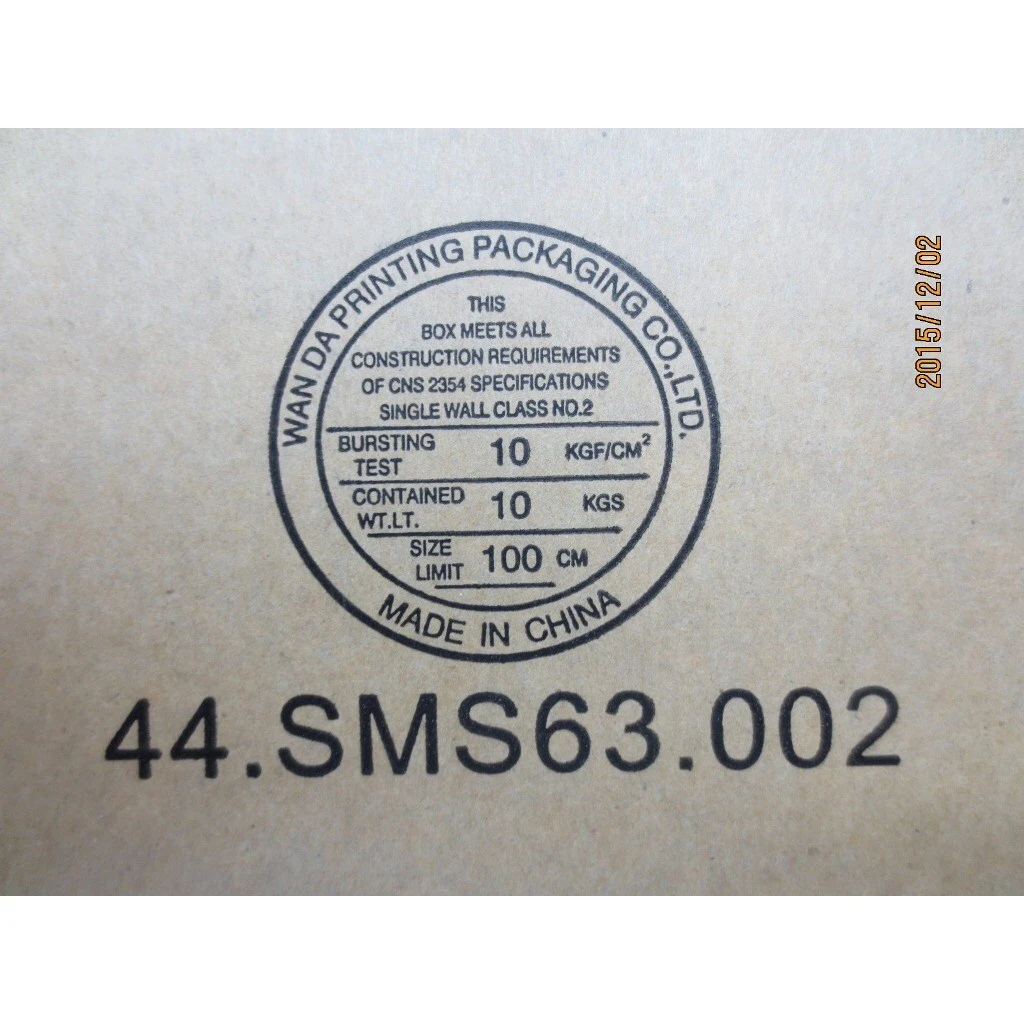 WAN DA PRINTING PACKAGING CO.,LTD.
THIS
BOX MEETS ALL
CONSTRUCTION REQUIREMENTS
OF CNS 2354 SPECIFICATIONS
SINGLE WALL CLASS NO.2
BURSTING TEST 10 KGF/CM²
CONTAINED WT.LT. 10 KGS
SIZE LIMIT 100 CM
MADE IN CHINA
44.SMS63.002
2015/12/02